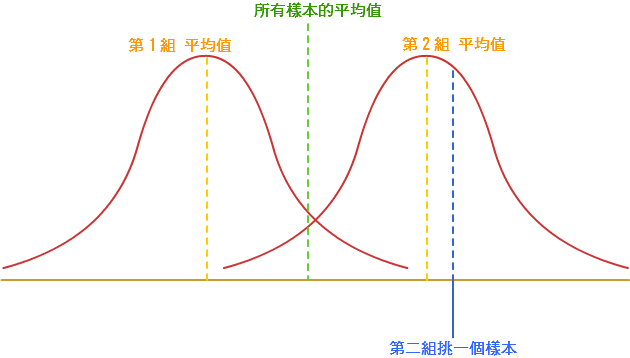 所有樣本的平均值
第1組 平均值
第2組 平均值
第二組挑一個樣本